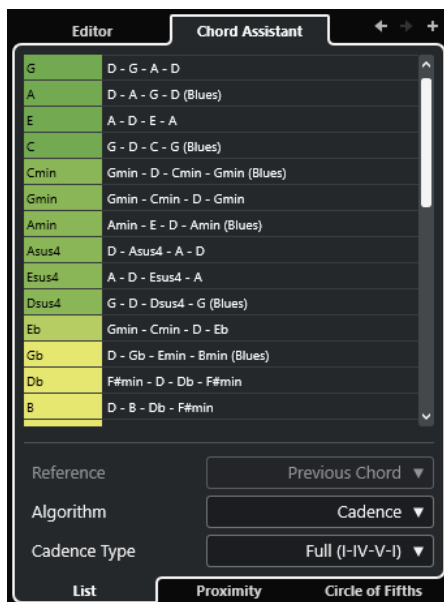 Editor Chord Assistant
G D - G - A - D
A D - A - G - D (Blues)
E A - D - E - A
C G - D - C - G (Blues)
Cmin Gmin - D - Cmin - Gmin (Blues)
Gmin Gmin - Cmin - D - Gmin
Amin Amin - E - D - Amin (Blues)
Asus4 D - Asus4 - A - D
Esus4 A - D - Esus4 - A
Dsus4 G - D - Dsus4 - G (Blues)
Eb Gmin - Cmin - D - Eb
Gb D - Gb - Emin - Bmin (Blues)
Db F#min - D - Db - F#min
B D - B - Db - F#min
Reference Previous Chord
Algorithm Cadence
Cadence Type Full (I-IV-V-I)
List Proximity Circle of Fifths